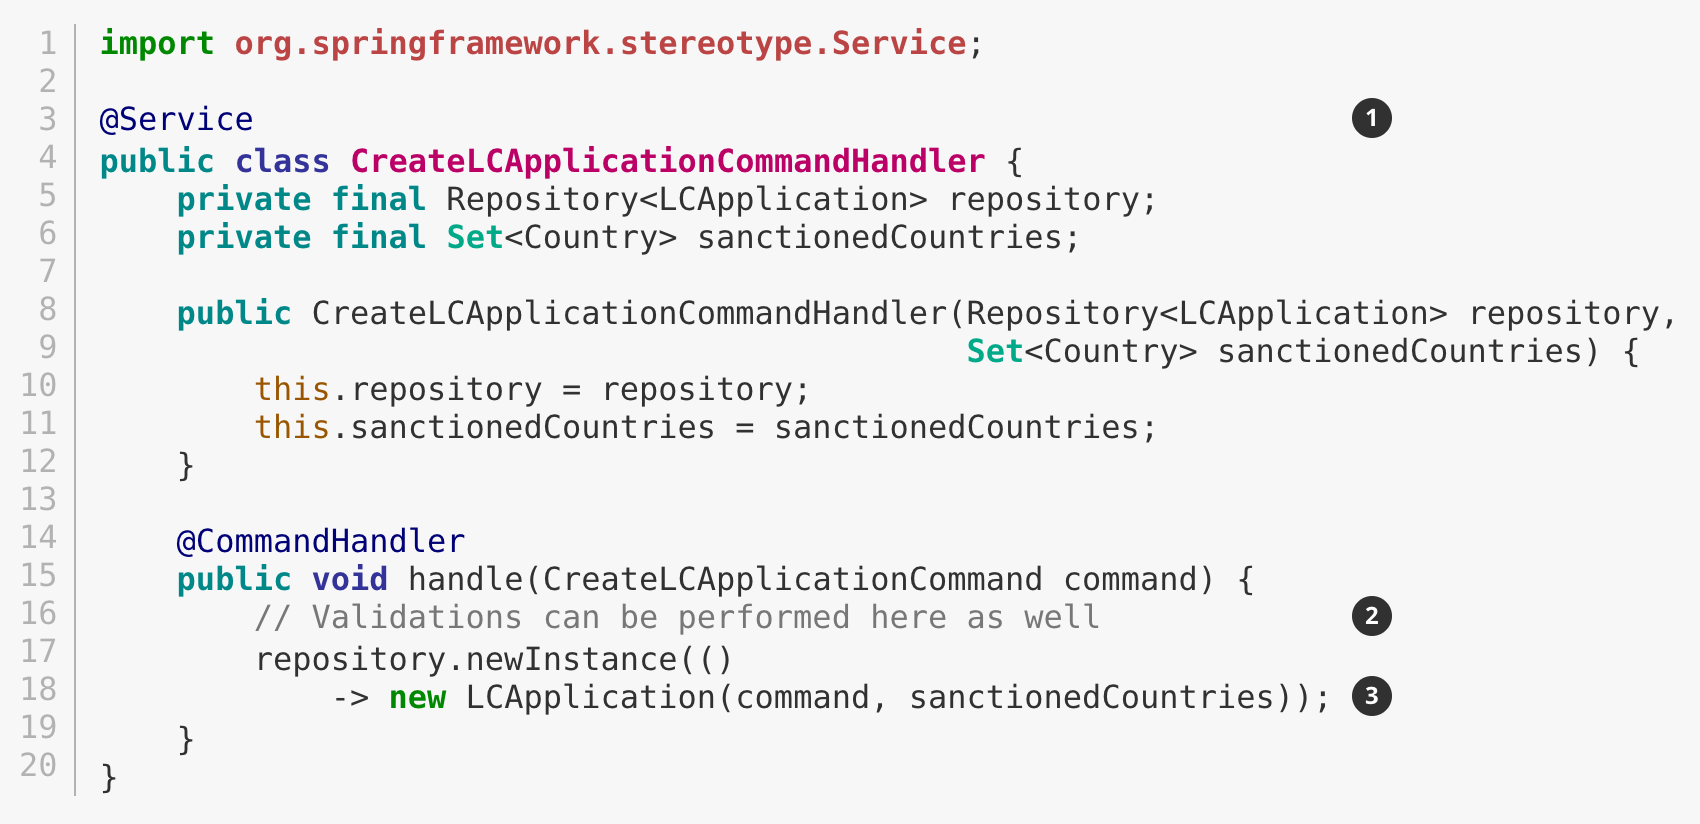 1 import org.springframework.stereotype.Service;
2
3 @Service 1
4 public class CreateLCApplicationCommandHandler {
5     private final Repository<LCApplication> repository;
6     private final Set<Country> sanctionedCountries;
7
8     public CreateLCApplicationCommandHandler(Repository<LCApplication> repository,
9                                              Set<Country> sanctionedCountries) {
10         this.repository = repository;
11         this.sanctionedCountries = sanctionedCountries;
12     }
13
14     @CommandHandler
15     public void handle(CreateLCApplicationCommand command) {
16         // Validations can be performed here as well 2
17         repository.newInstance(()
18             -> new LCApplication(command, sanctionedCountries)); 3
19     }
20 }